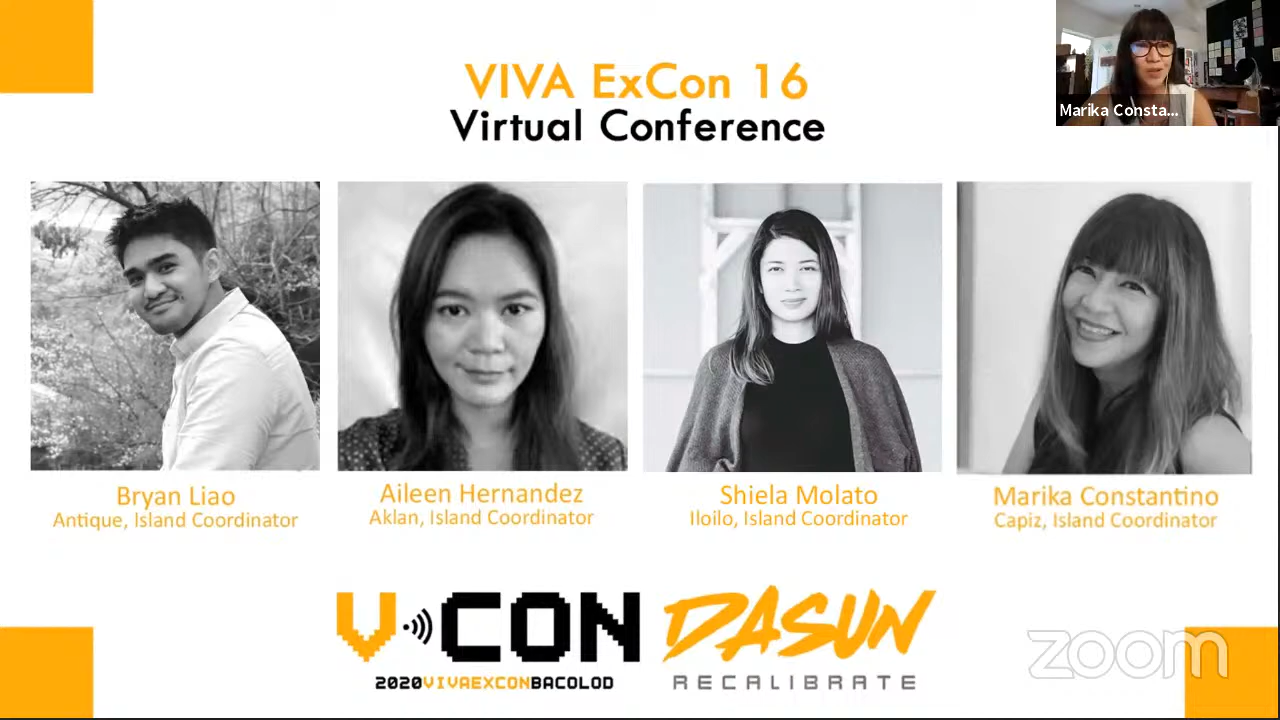 VIVA ExCon 16
Virtual Conference
Marika Consta...
Bryan Liao
Antique, Island Coordinator
Aileen Hernandez
Aklan, Island Coordinator
Shiela Molato
Iloilo, Island Coordinator
Marika Constantino
Capiz, Island Coordinator
V CON
2020VIVAEXCONBACOLOD
DASUN
RECALIBRATE
zoom